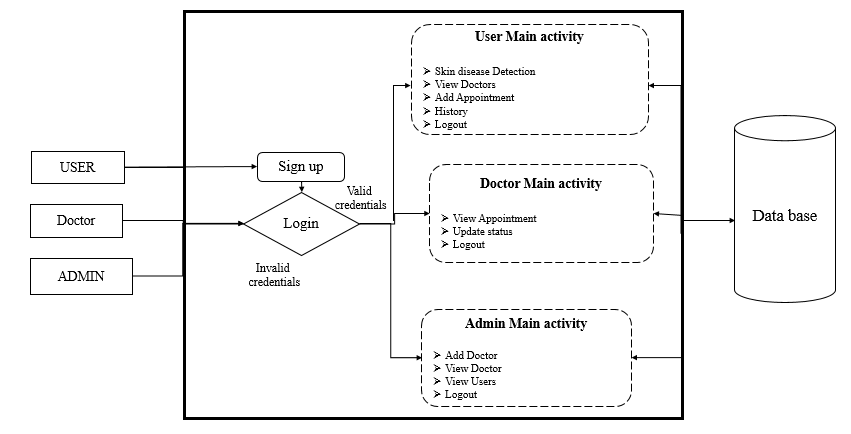 User Main activity
➢ Skin disease Detection
➢ View Doctors
➢ Add Appointment
➢ History
➢ Logout
USER
Sign up
Valid
credentials
Doctor
Login
Invalid
credentials
ADMIN
Doctor Main activity
➢ View Appointment
➢ Update status
➢ Logout
Admin Main activity
➢ Add Doctor
➢ View Doctor
➢ View Users
➢ Logout
Data base